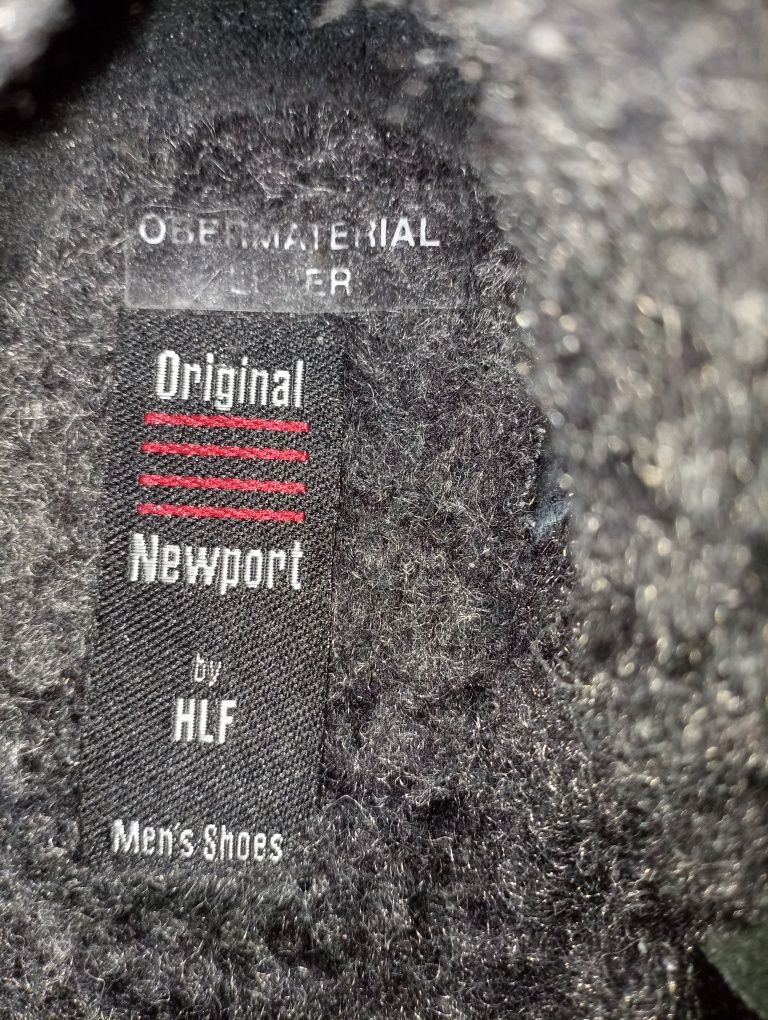 OBERMATERIAL
Original
Newport
by
HLF
Men's Shoes